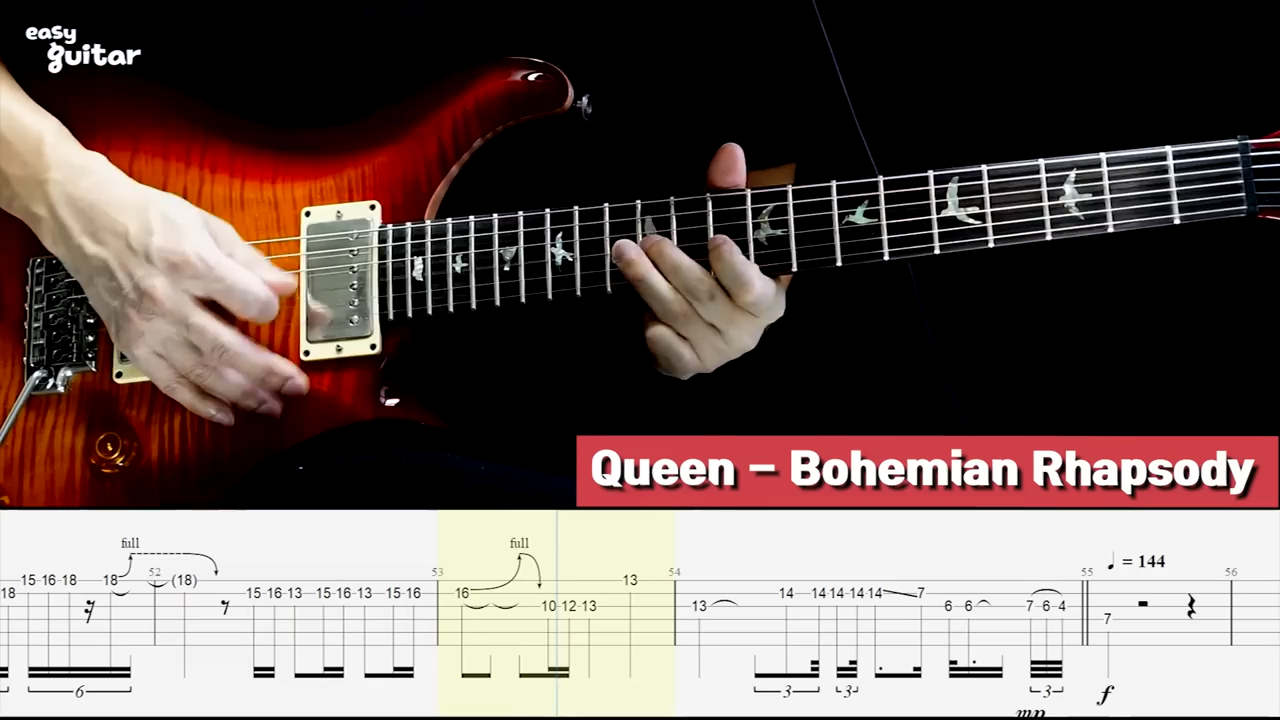 easy
guitar
Queen – Bohemian Rhapsody
full full
52 53 54 55 56
♩ = 144
18 15 16 18 18 (18) 15 16 13 15 16 13 15 16 16 10 12 13 13 13 14 14 14 14 14 7 6 6 7 6 4 7
6 3 3 3
f
mp